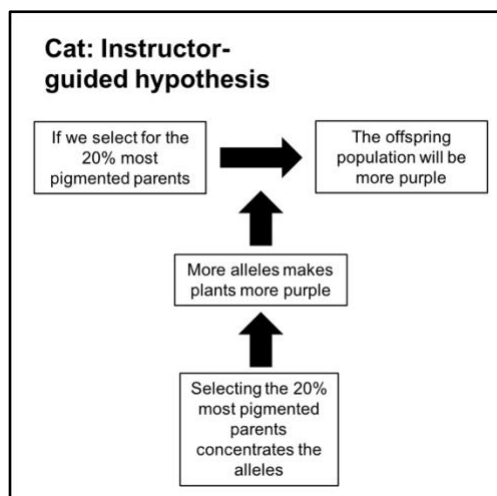 Cat: Instructor-
guided hypothesis
If we select for the
20% most
pigmented parents
The offspring
population will be
more purple
More alleles makes
plants more purple
Selecting the 20%
most pigmented
parents
concentrates the
alleles